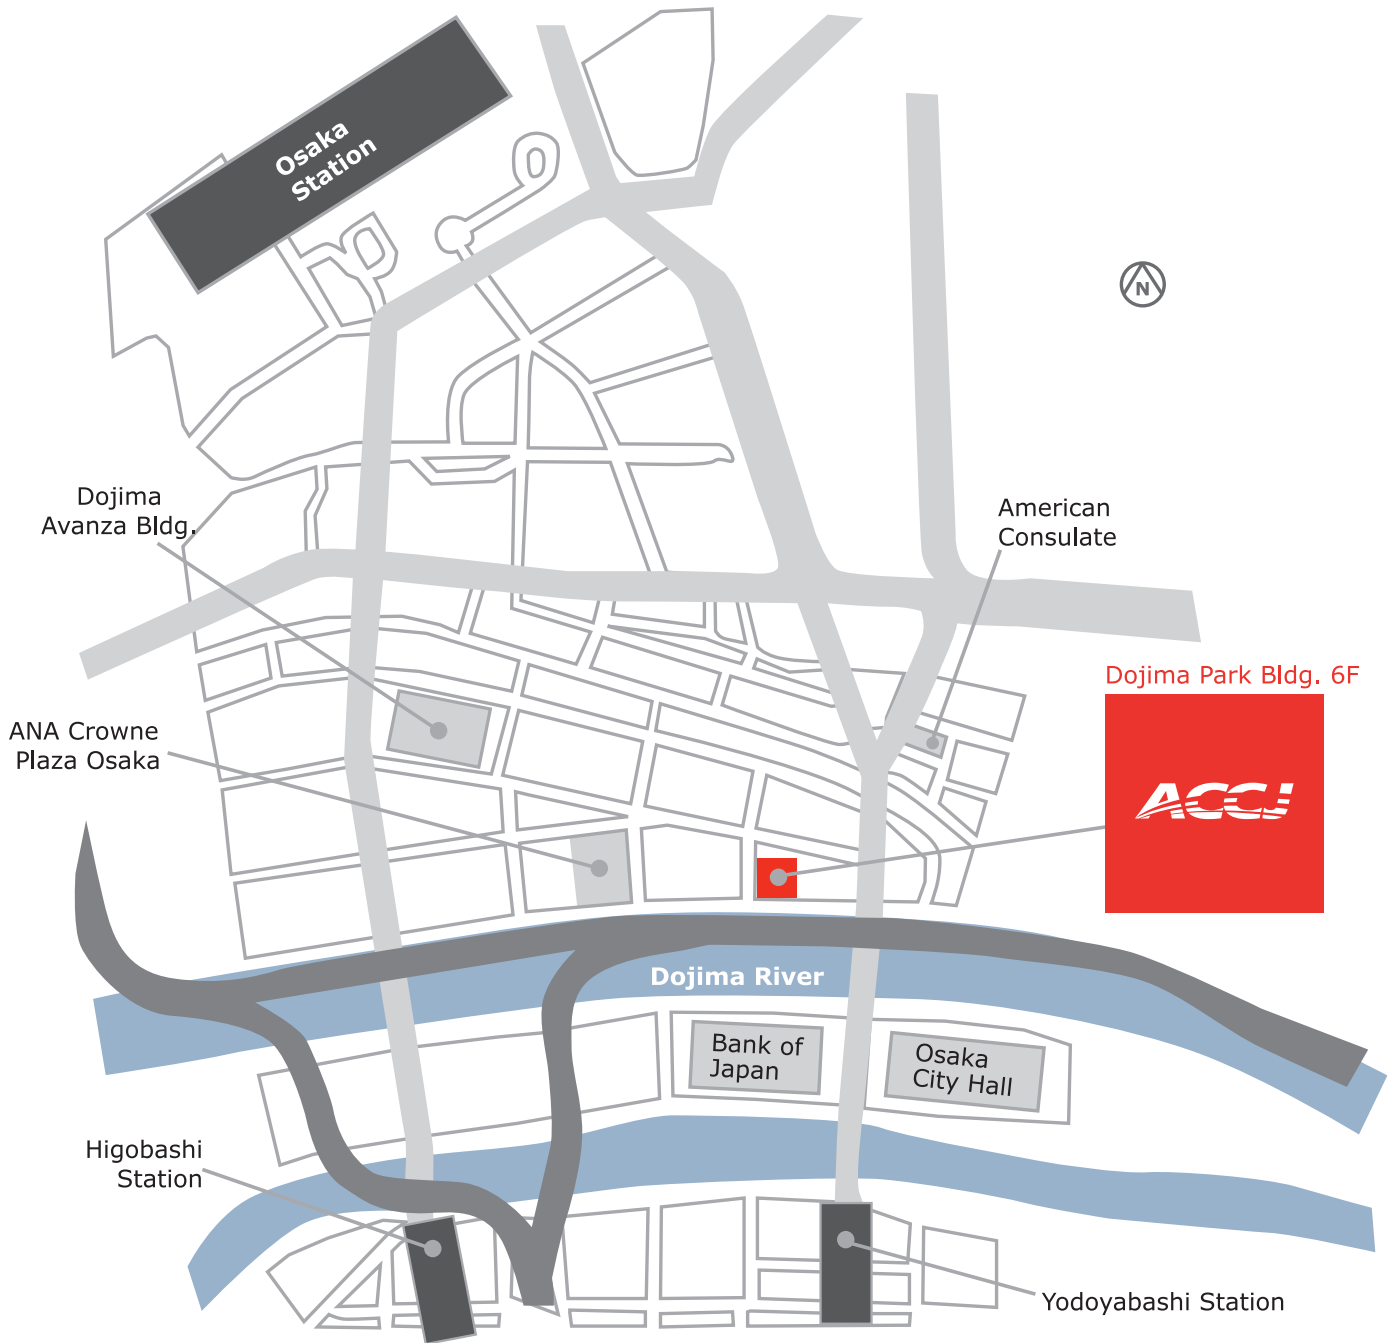 Osaka
Station
N
Dojima
Avanza Bldg.
American
Consulate
Dojima Park Bldg. 6F
ACCJ
ANA Crowne
Plaza Osaka
Dojima River
Bank of
Japan
Osaka
City Hall
Higobashi
Station
Yodoyabashi Station